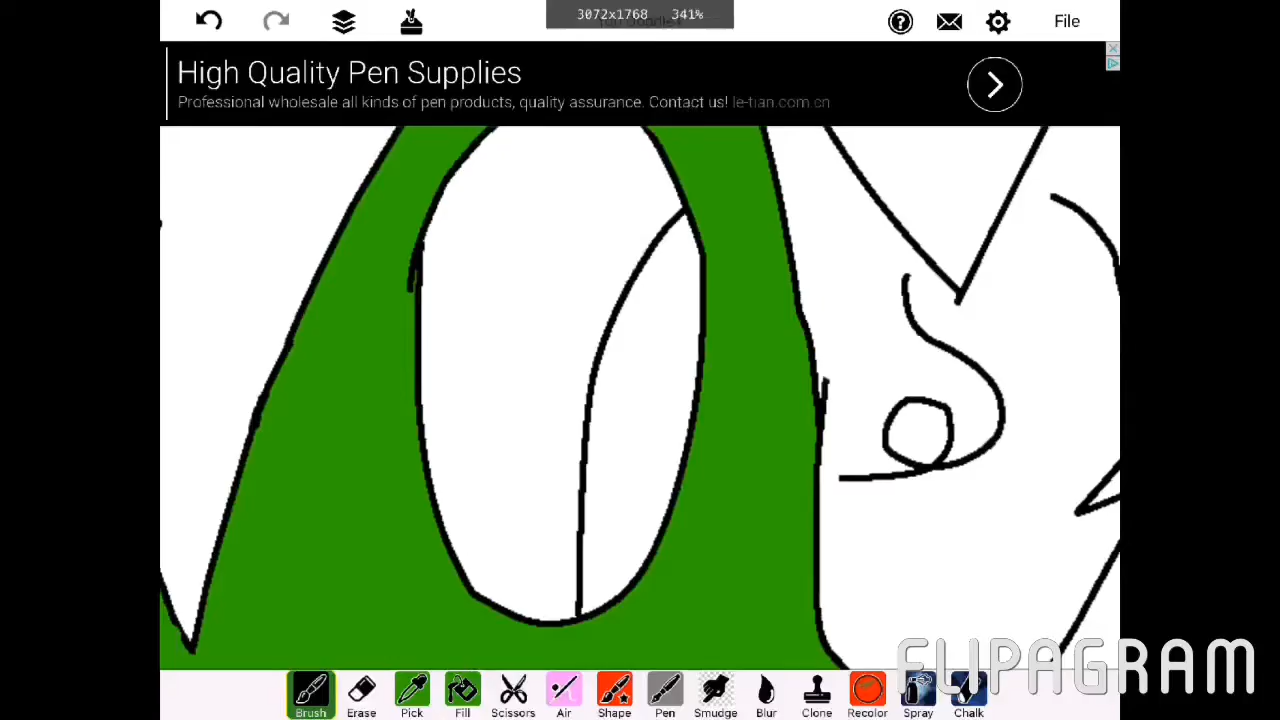 3072x1768 341%
File
High Quality Pen Supplies
Professional wholesale all kinds of pen products, quality assurance. Contact us! le-tian.com.cn
Brush Erase Pick Fill Scissors Air Shape Pen Smudge Blur Clone Recolor Spray Chalk
FLIPAGRAM